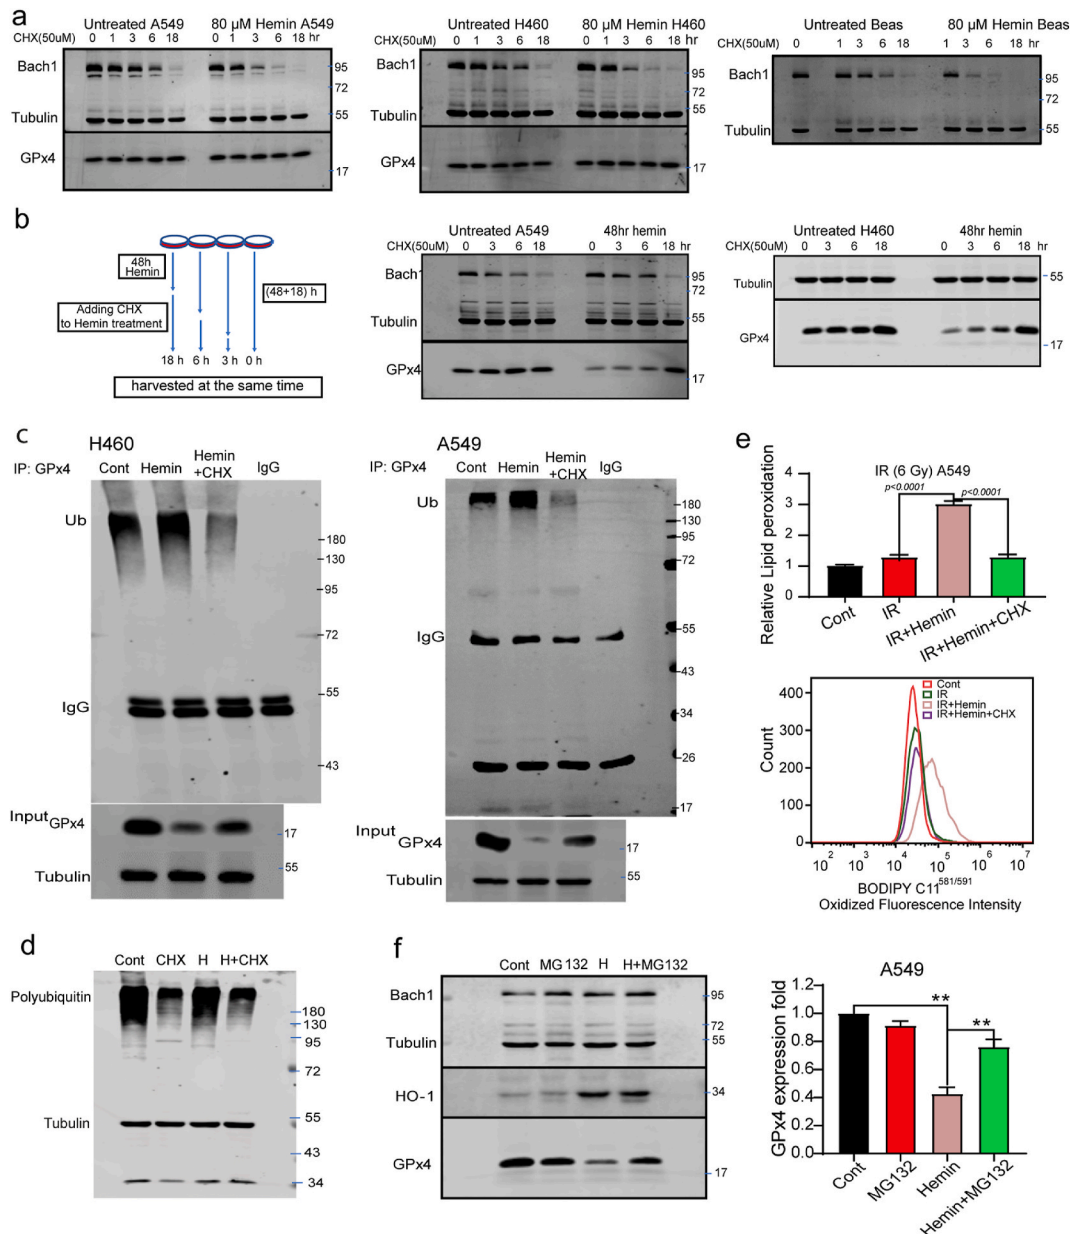 a
Untreated A549 80 µM Hemin A549
CHX(50uM) 0 1 3 6 18 0 1 3 6 18 hr
Bach1
Tubulin
GPx4
95
72
55
17
Untreated H460 80 µM Hemin H460
CHX(50uM) 0 1 3 6 18 0 1 3 6 18 hr
Bach1
Tubulin
GPx4
95
72
55
17
Untreated Beas 80 µM Hemin Beas
CHX(50uM) 0 1 3 6 18 1 3 6 18 hr
Bach1
Tubulin
95
72
55
b
48h
Hemin
Adding CHX
to Hemin treatment
(48+18) h
18 h 6 h 3 h 0 h
harvested at the same time
Untreated A549 48hr hemin
CHX(50uM) 0 3 6 18 0 3 6 18 hr
Bach1
Tubulin
GPx4
95
72
55
17
Untreated H460 48hr hemin
CHX(50uM) 0 3 6 18 0 3 6 18 hr
Tubulin
GPx4
55
17
c
H460
IP: GPx4 Cont Hemin Hemin +CHX IgG
Ub
IgG
180
130
95
72
55
43
Input GPx4
Tubulin
17
55
A549
IP: GPx4 Cont Hemin Hemin +CHX IgG
Ub
IgG
180
130
95
72
55
43
34
26
17
Input GPx4
Tubulin
17
55
e
IR (6 Gy) A549
p<0.0001 p<0.0001
Relative Lipid peroxidation
4
3
2
1
0
Cont IR IR+Hemin IR+Hemin+CHX
Cont
IR
IR+Hemin
IR+Hemin+CHX
Count
400
300
200
100
0
10^2 10^3 10^4 10^5 10^6 10^7
BODIPY C11^581/591
Oxidized Fluorescence Intensity
d
Cont CHX H H+CHX
Polyubiquitin
Tubulin
180
130
95
72
55
43
34
f
Cont MG132 H H+MG132
Bach1
Tubulin
HO-1
GPx4
95
72
55
34
17
A549
GPx4 expression fold
1.2
1.0
0.8
0.6
0.4
0.2
0.0
** **
Cont MG132 Hemin Hemin+MG132